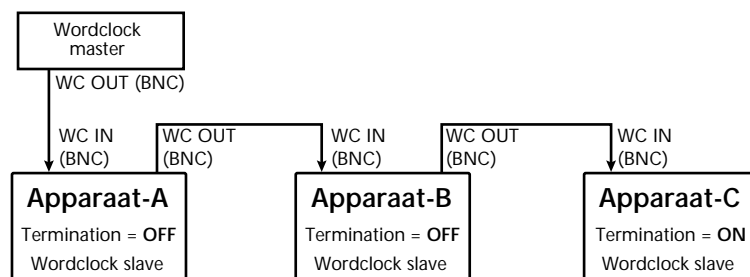 Wordclock
master
WC OUT (BNC)
WC IN
(BNC)
WC OUT
(BNC)
WC IN
(BNC)
WC OUT
(BNC)
WC IN
(BNC)
Apparaat-A
Termination = OFF
Wordclock slave
Apparaat-B
Termination = OFF
Wordclock slave
Apparaat-C
Termination = ON
Wordclock slave